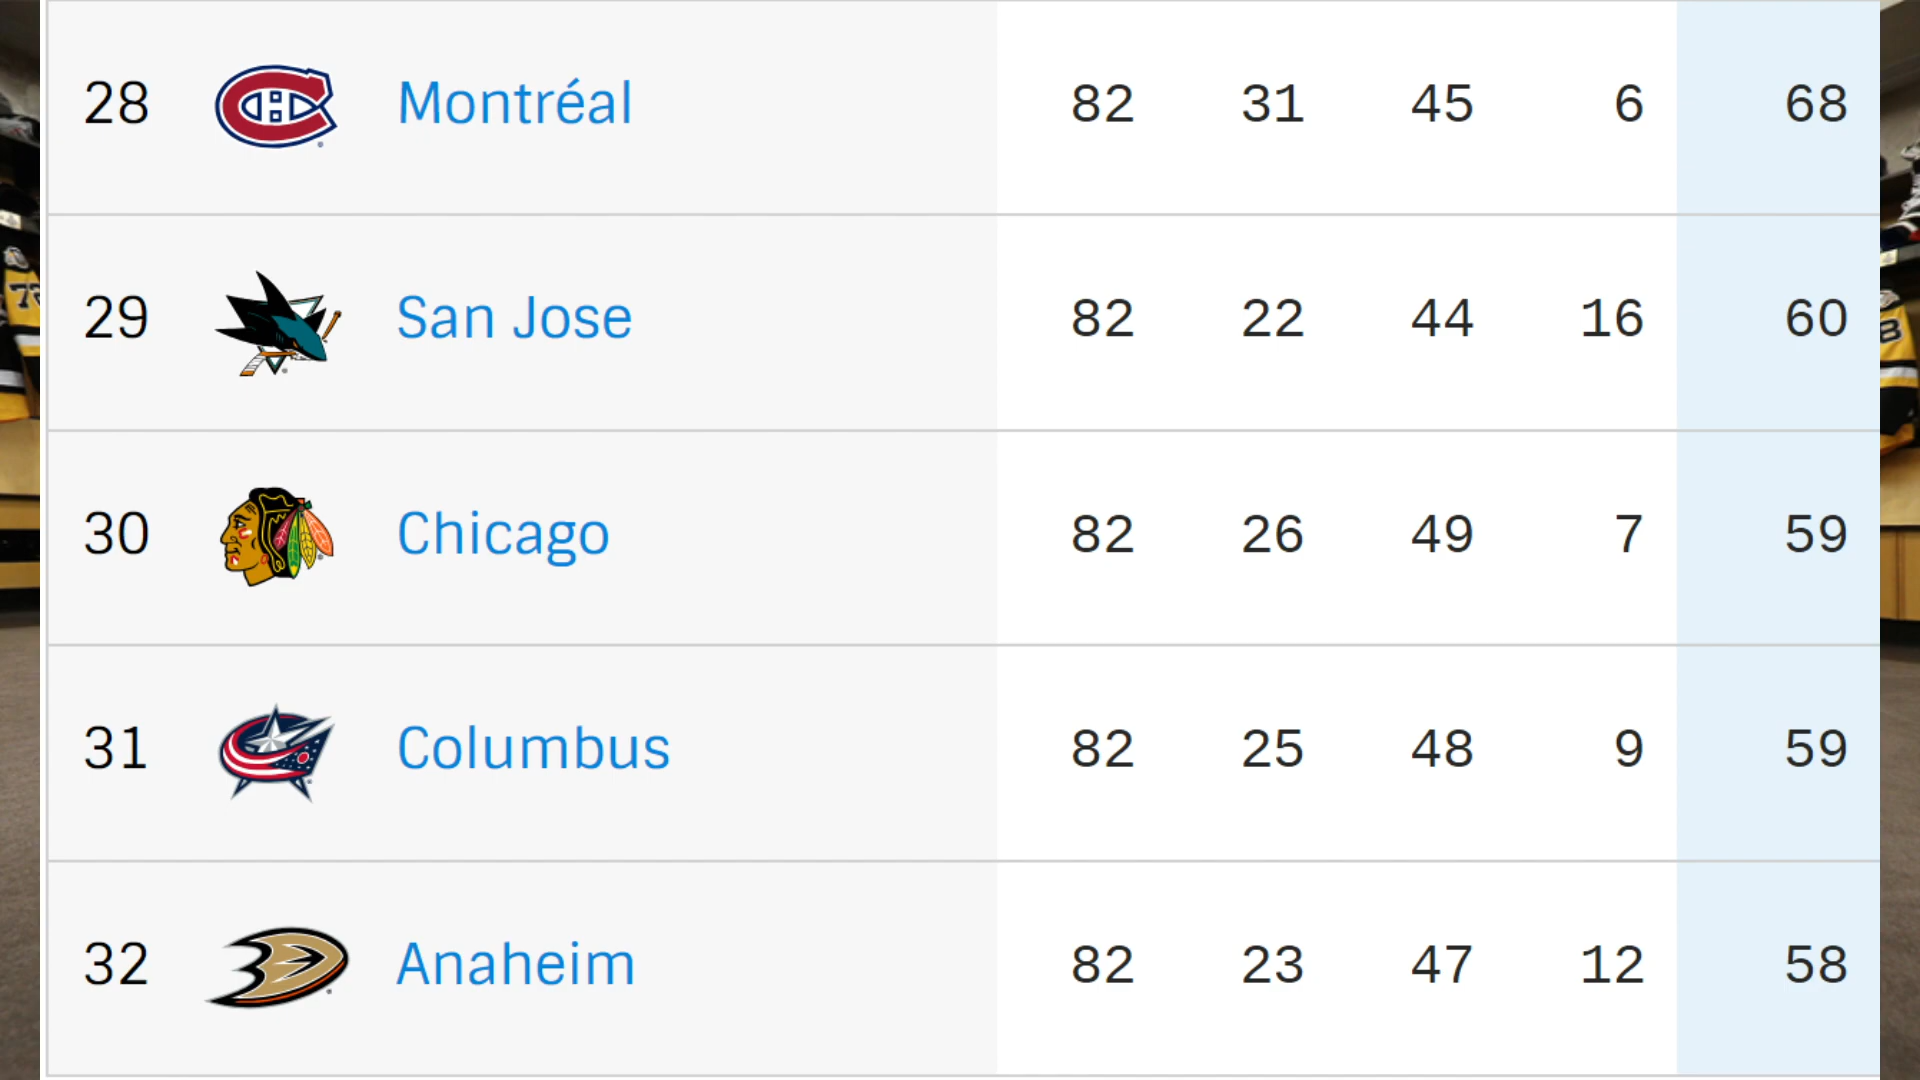 28 Montréal 82 31 45 6 68
29 San Jose 82 22 44 16 60
30 Chicago 82 26 49 7 59
31 Columbus 82 25 48 9 59
32 Anaheim 82 23 47 12 58